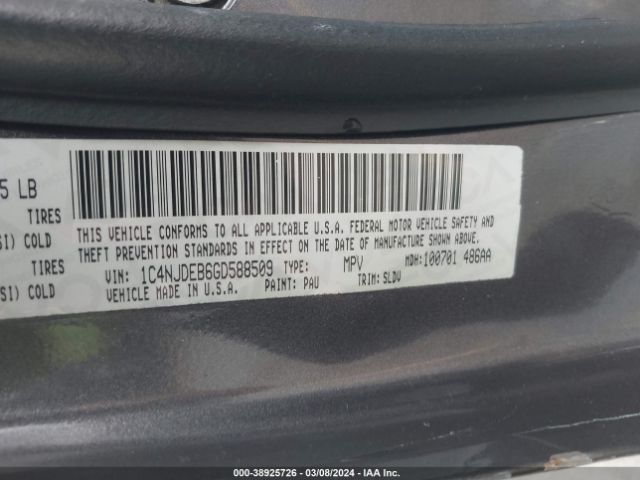 5 LB
TIRES
SI) COLD
TIRES
SI) COLD
THIS VEHICLE CONFORMS TO ALL APPLICABLE U.S.A. FEDERAL MOTOR VEHICLE SAFETY AND
THEFT PREVENTION STANDARDS IN EFFECT ON THE DATE OF MANUFACTURE SHOWN ABOVE.
VIN: 1C4NJDEB6GD588509 TYPE: MPV MDH: 100701 486AA
VEHICLE MADE IN U.S.A. PAINT: PAU TRIM: SLDV
000-38925726 - 03/08/2024 - IAA Inc.